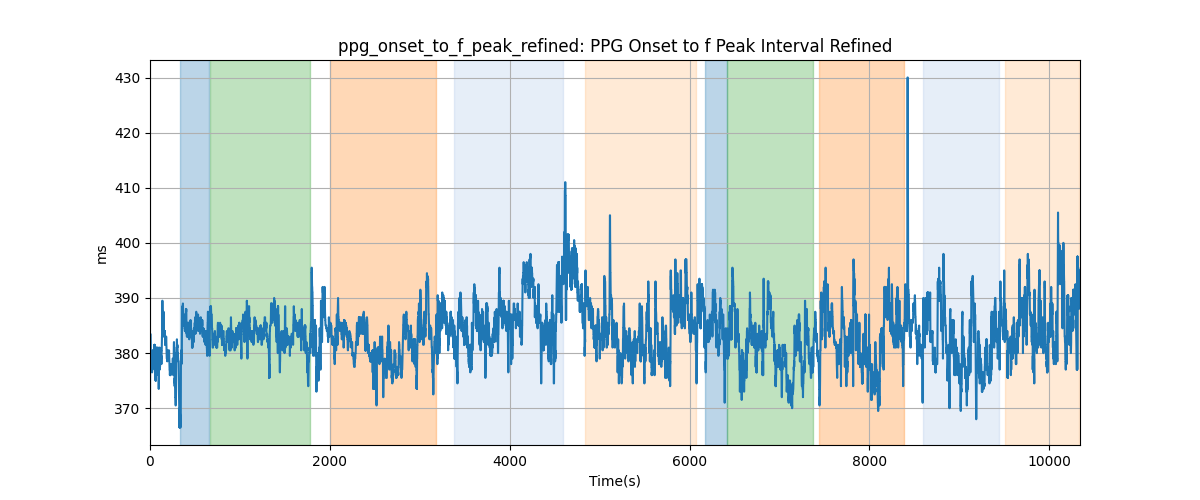 ppg_onset_to_f_peak_refined: PPG Onset to f Peak Interval Refined
430
420
410
400
390
380
370
ms
0 2000 4000 6000 8000 10000
Time(s)